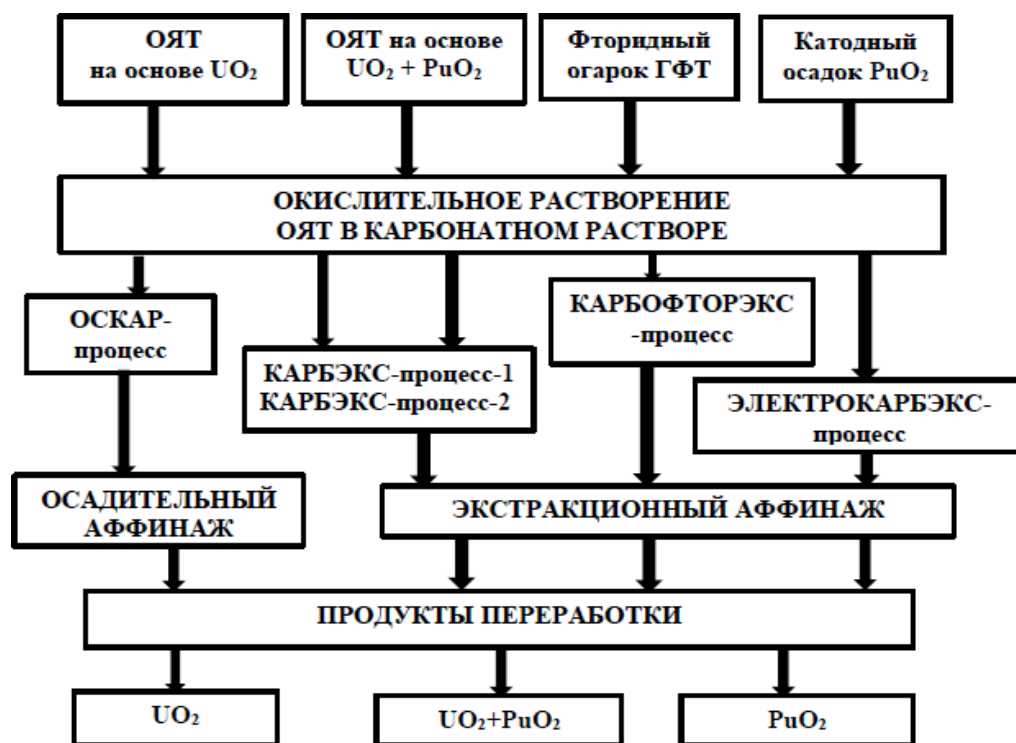 ОЯТ
на основе UO₂
ОЯТ на основе
UO₂ + PuO₂
Фторидный
огарок ГФТ
Катодный
осадок PuO₂
ОКИСЛИТЕЛЬНОЕ РАСТВОРЕНИЕ
ОЯТ В КАРБОНАТНОМ РАСТВОРЕ
ОСКАР-
процесс
КАРБЭКС-процесс-1
КАРБЭКС-процесс-2
КАРБОФТОРЭКС
-процесс
ЭЛЕКТРОКАРБЭКС-
процесс
ОСАДИТЕЛЬНЫЙ
АФФИНАЖ
ЭКСТРАКЦИОННЫЙ АФФИНАЖ
ПРОДУКТЫ ПЕРЕРАБОТКИ
UO₂
UO₂+PuO₂
PuO₂